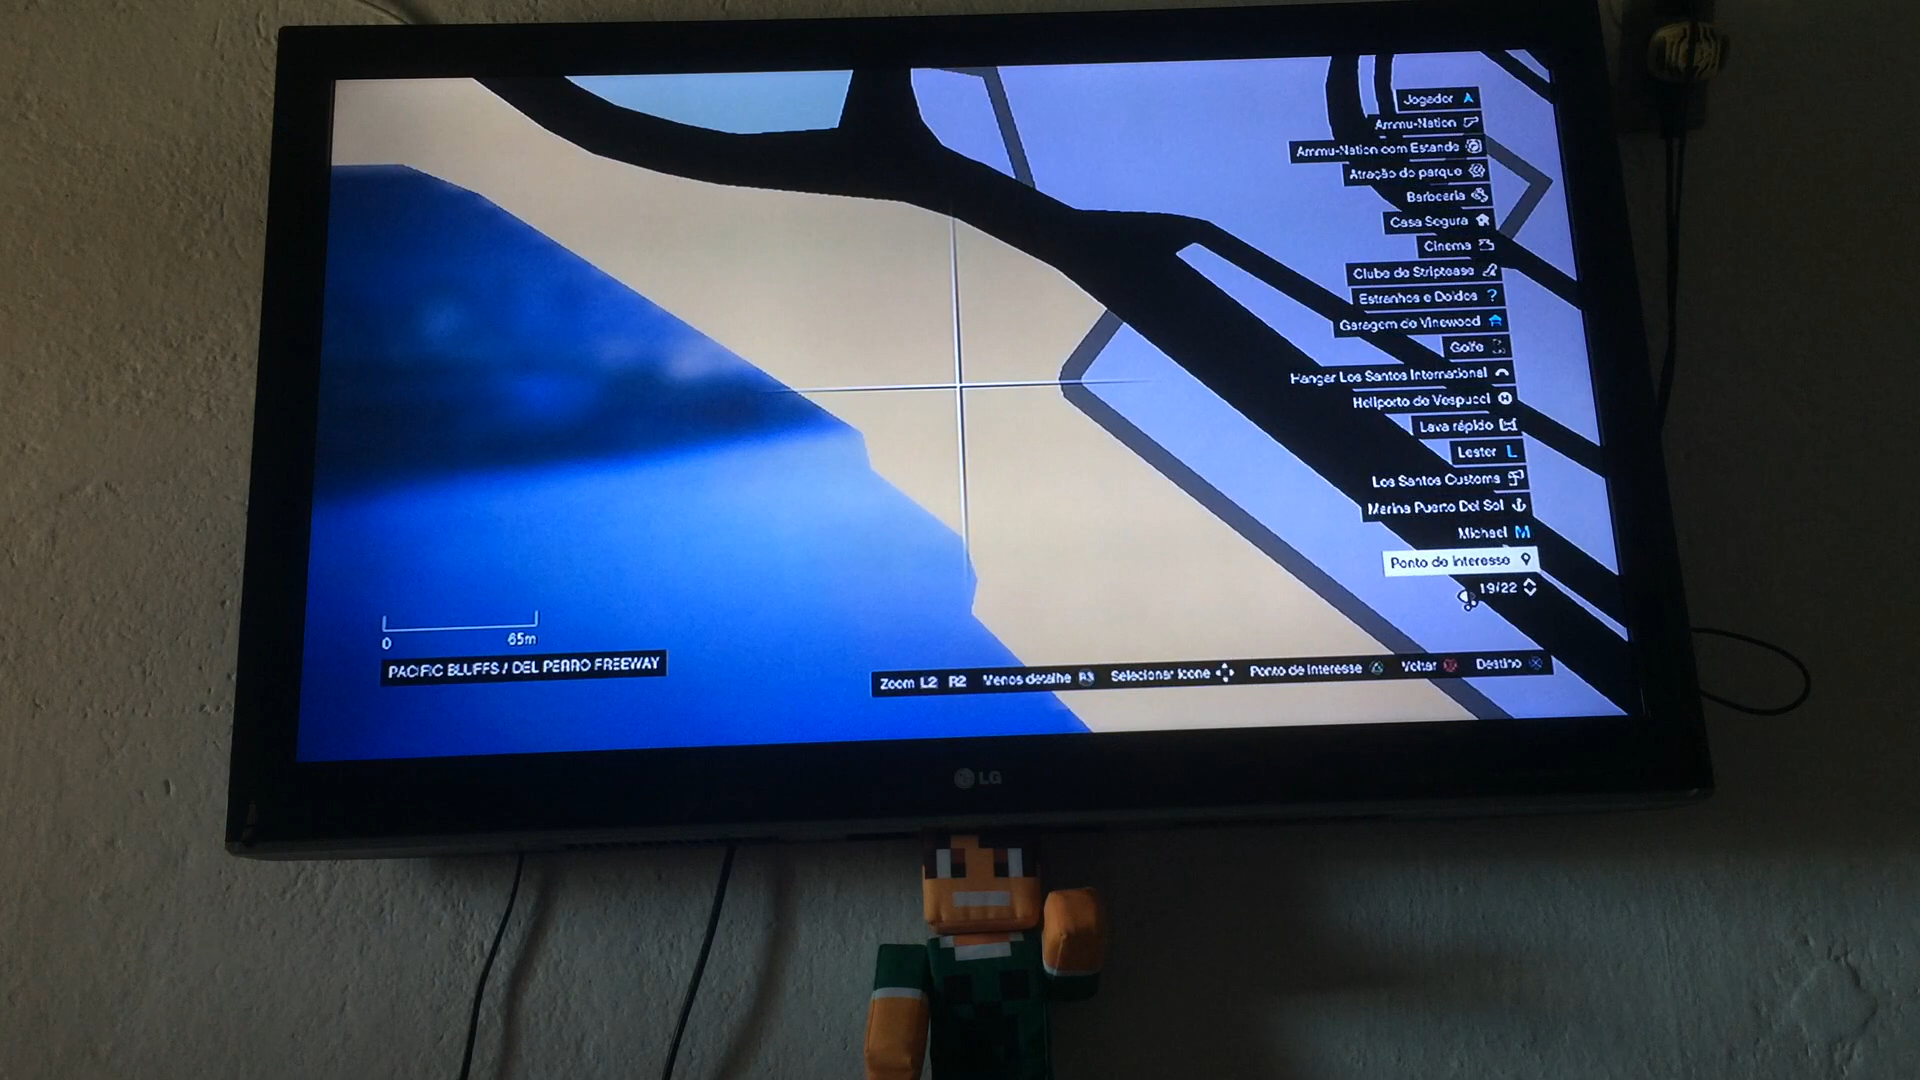 Jogador
Ammu-Nation
Ammu-Nation com Estande
Atração do parque
Barbearia
Casa Segura
Cinema
Clube de Striptease
Estranhos e Doidos ?
Garagem do Vinewood
Golfe
Hangar Los Santos International
Heliporto de Vespucci H
Lava rápido
Lester L
Los Santos Customs
Marina Puerto Del Sol
Michael M
Ponto de Interesse
19/22
0 65m
PACIFIC BLUFFS / DEL PERRO FREEWAY
Zoom L2 R2 Menos detalhe R3 Selecionar ícone Ponto de Interesse Voltar Destino
LG